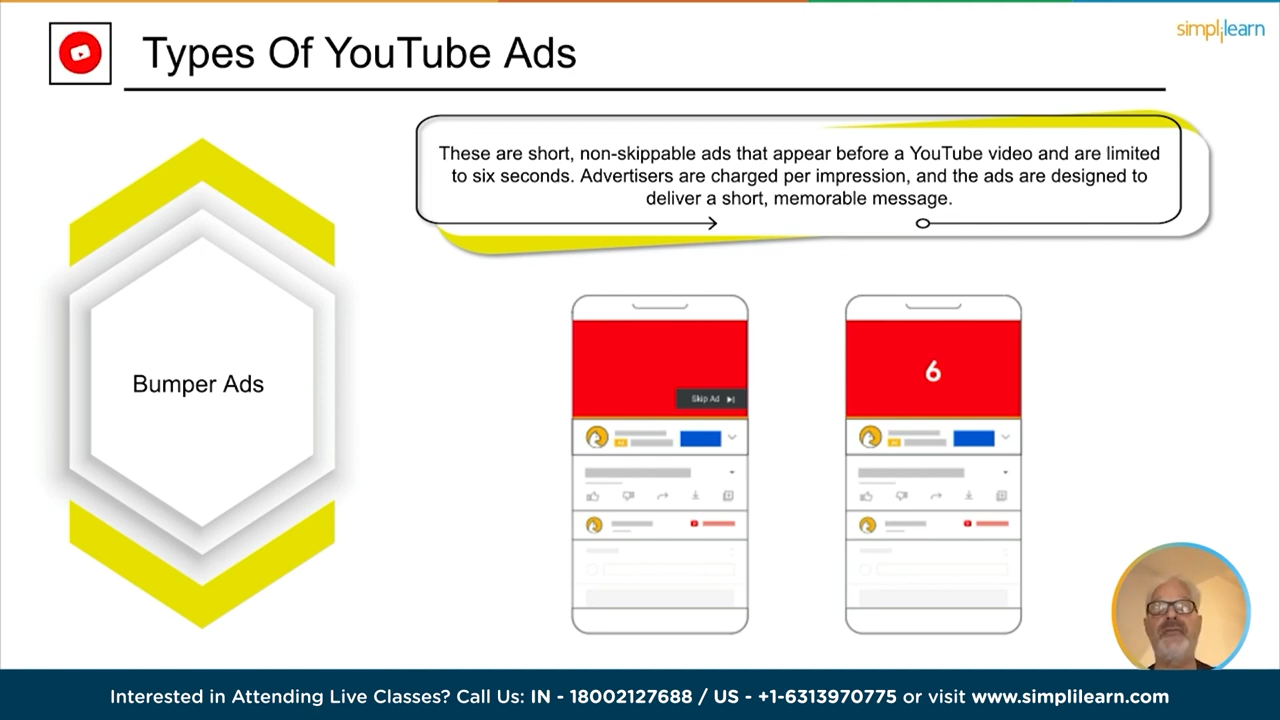 Types Of YouTube Ads
simplilearn
These are short, non-skippable ads that appear before a YouTube video and are limited
to six seconds. Advertisers are charged per impression, and the ads are designed to
deliver a short, memorable message.
Bumper Ads
Skip Ad
6
Ad
Ad
Interested in Attending Live Classes? Call Us: IN - 18002127688 / US - +1-6313970775 or visit www.simplilearn.com